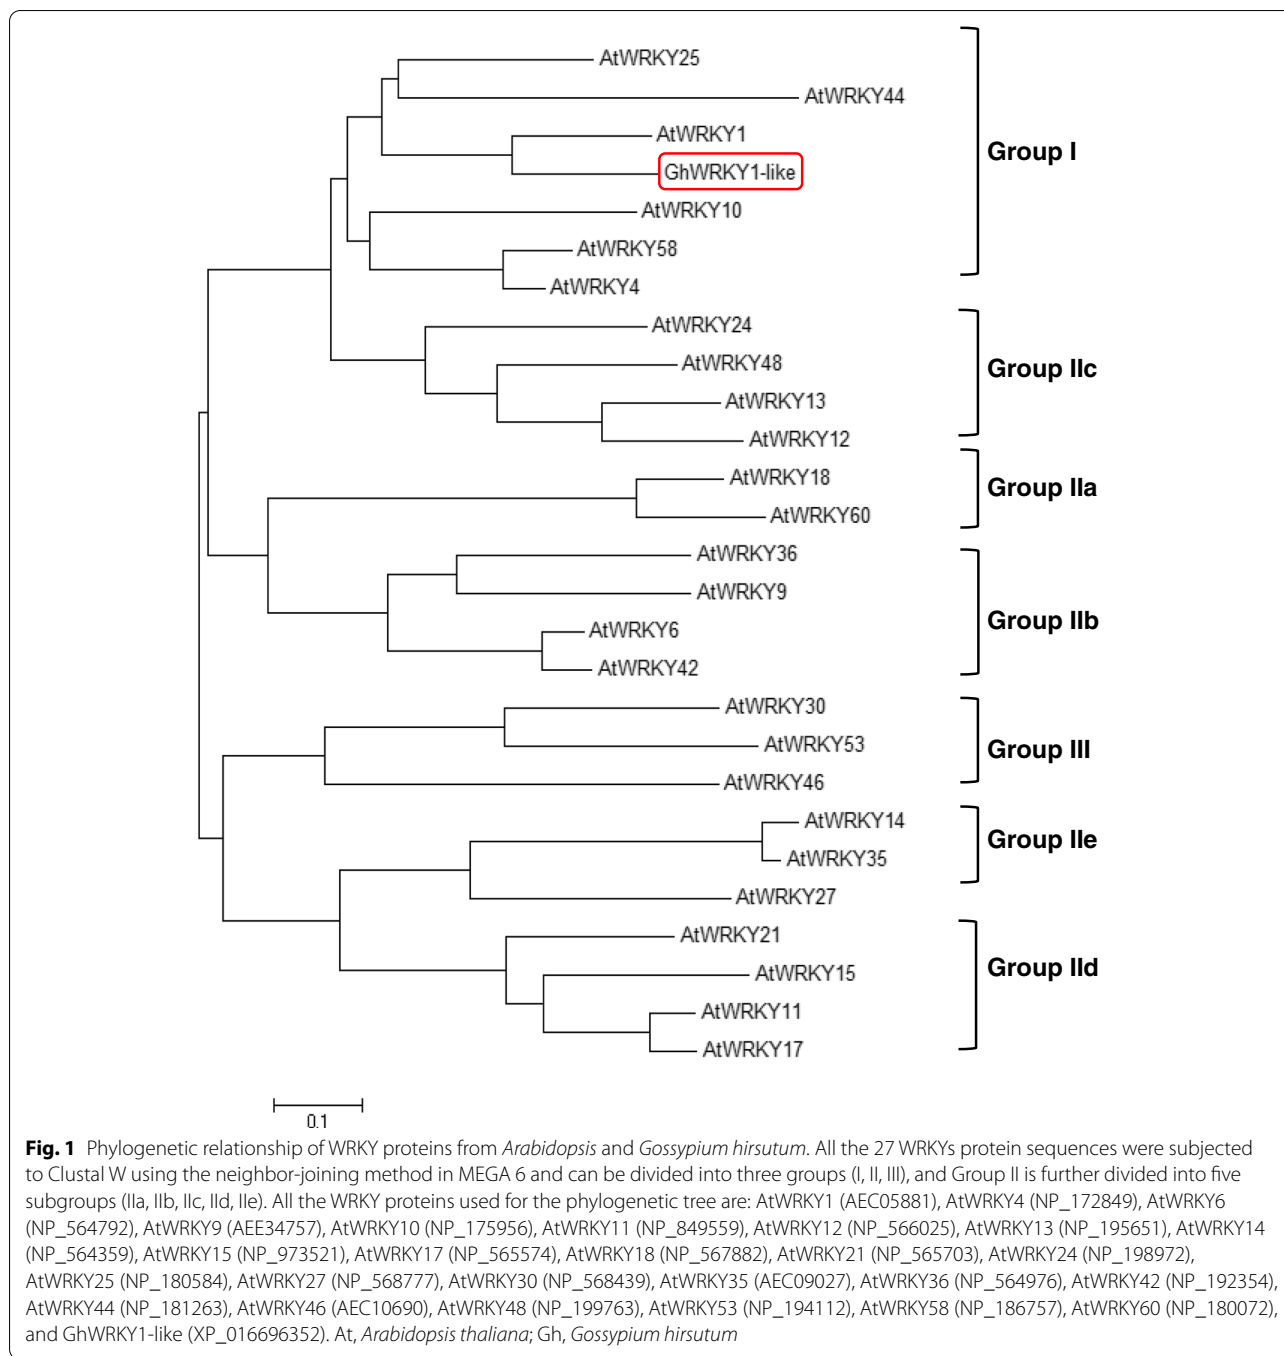 AtWRKY25
AtWRKY44
AtWRKY1
GhWRKY1-like
AtWRKY10
AtWRKY58
AtWRKY4
Group I
AtWRKY24
AtWRKY48
AtWRKY13
AtWRKY12
Group IIc
AtWRKY18
AtWRKY60
Group IIa
AtWRKY36
AtWRKY9
AtWRKY6
AtWRKY42
Group IIb
AtWRKY30
AtWRKY53
AtWRKY46
Group III
AtWRKY14
AtWRKY35
AtWRKY27
Group IIe
AtWRKY21
AtWRKY15
AtWRKY11
AtWRKY17
Group IId
0.1
Fig. 1 Phylogenetic relationship of WRKY proteins from Arabidopsis and Gossypium hirsutum. All the 27 WRKYs protein sequences were subjected
to Clustal W using the neighbor-joining method in MEGA 6 and can be divided into three groups (I, II, III), and Group II is further divided into five
subgroups (IIa, IIb, IIc, IId, IIe). All the WRKY proteins used for the phylogenetic tree are: AtWRKY1 (AEC05881), AtWRKY4 (NP_172849), AtWRKY6
(NP_564792), AtWRKY9 (AEE34757), AtWRKY10 (NP_175956), AtWRKY11 (NP_849559), AtWRKY12 (NP_566025), AtWRKY13 (NP_195651), AtWRKY14
(NP_564359), AtWRKY15 (NP_973521), AtWRKY17 (NP_565574), AtWRKY18 (NP_567882), AtWRKY21 (NP_565703), AtWRKY24 (NP_198972),
AtWRKY25 (NP_180584), AtWRKY27 (NP_568777), AtWRKY30 (NP_568439), AtWRKY35 (AEC09027), AtWRKY36 (NP_564976), AtWRKY42 (NP_192354),
AtWRKY44 (NP_181263), AtWRKY46 (AEC10690), AtWRKY48 (NP_199763), AtWRKY53 (NP_194112), AtWRKY58 (NP_186757), AtWRKY60 (NP_180072),
and GhWRKY1-like (XP_016696352). At, Arabidopsis thaliana; Gh, Gossypium hirsutum